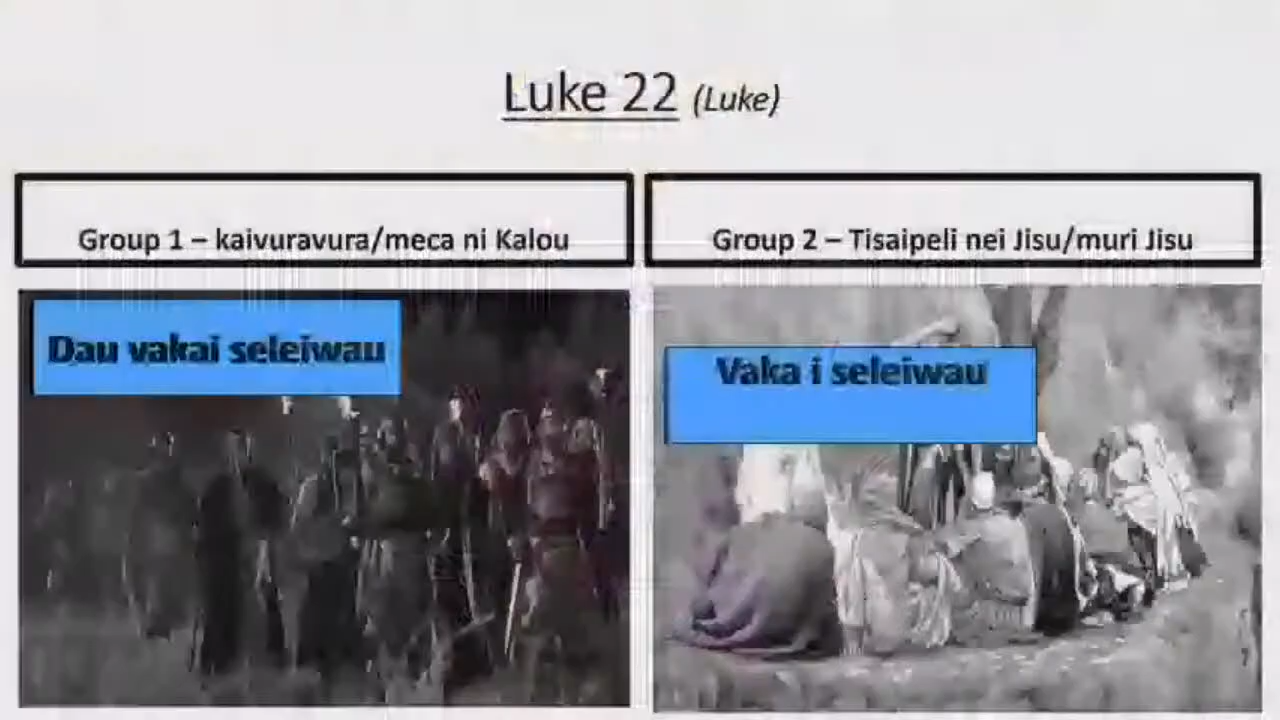 Luke 22 (Luke)
Group 1 – kaivuravura/meca ni Kalou
Group 2 – Tisaipeli nei Jisu/muri Jisu
Dau vakai seleiwau
Vaka i seleiwau
7